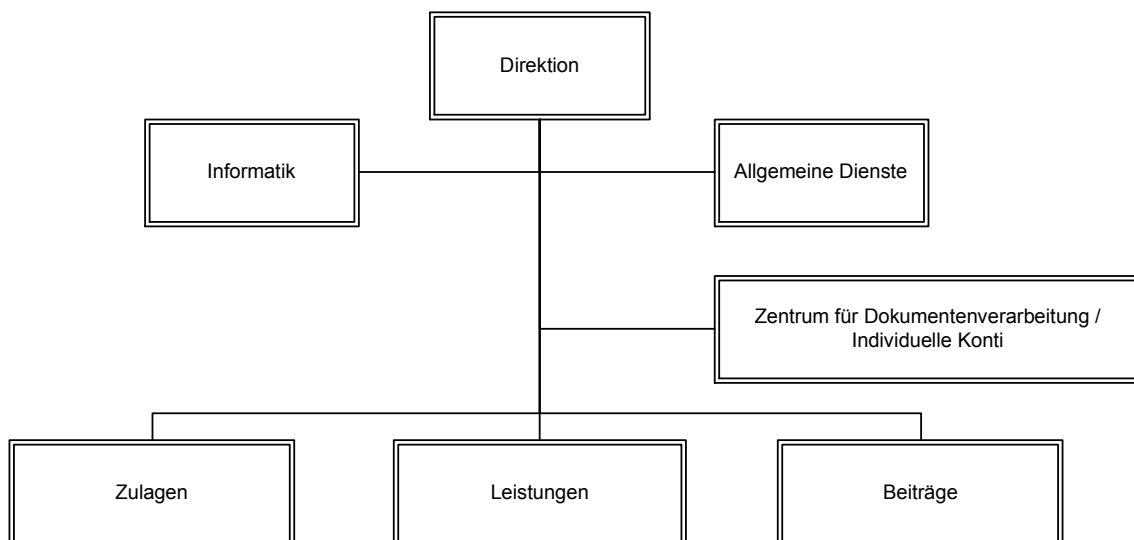 Direktion
Informatik
Allgemeine Dienste
Zentrum für Dokumentenverarbeitung /
Individuelle Konti
Zulagen
Leistungen
Beiträge